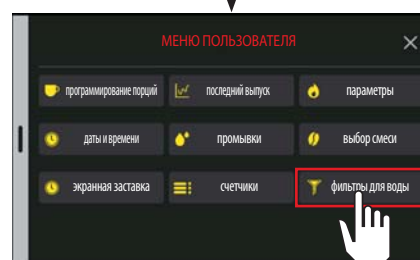 МЕНЮ ПОЛЬЗОВАТЕЛЯ
программирование порций
последний выпуск
параметры
даты и времени
промывки
выбор смеси
экранная заставка
счетчики
фильтры для воды